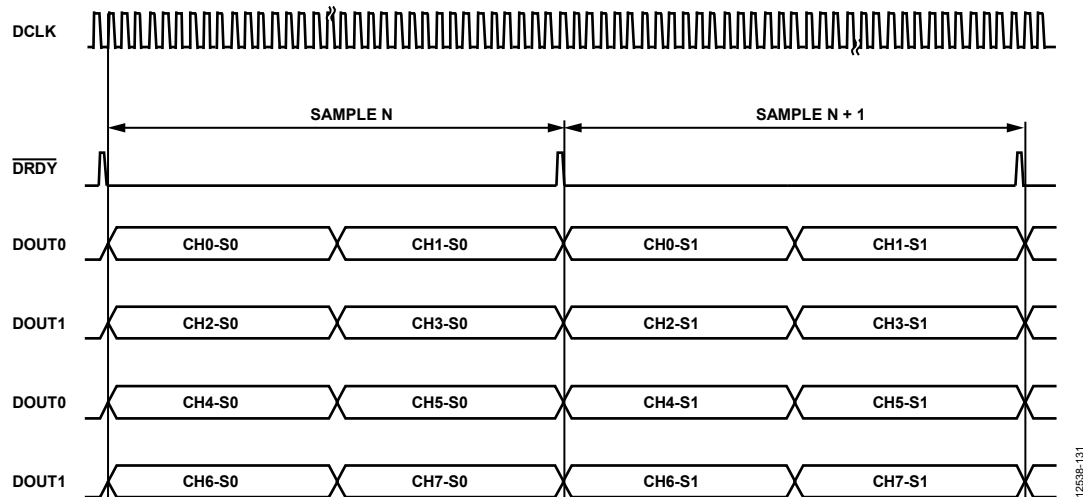 DCLK
SAMPLE N SAMPLE N + 1
DRDY
DOUT0 CH0-S0 CH1-S0 CH0-S1 CH1-S1
DOUT1 CH2-S0 CH3-S0 CH2-S1 CH3-S1
DOUT0 CH4-S0 CH5-S0 CH4-S1 CH5-S1
DOUT1 CH6-S0 CH7-S0 CH6-S1 CH7-S1
12538-131